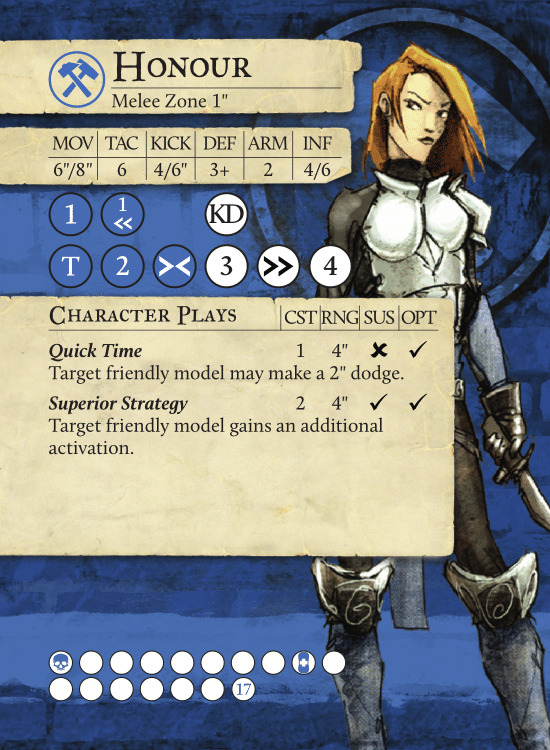 Honour
Melee Zone 1"
MOV TAC KICK DEF ARM INF
6"/8" 6 4/6" 3+ 2 4/6
1 1 KD
T 2 3 4
Character Plays CST RNG SUS OPT
Quick Time 1 4" ✘ ✓
Target friendly model may make a 2" dodge.
Superior Strategy 2 4" ✓ ✓
Target friendly model gains an additional
activation.
17